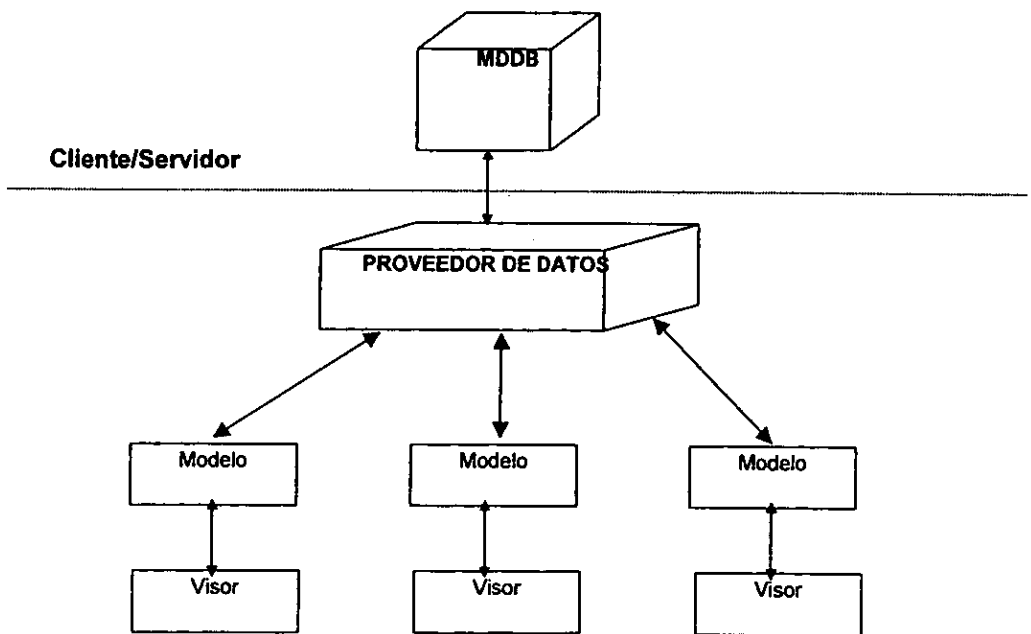 MDDB
Cliente/Servidor
PROVEEDOR DE DATOS
Modelo
Modelo
Modelo
Visor
Visor
Visor